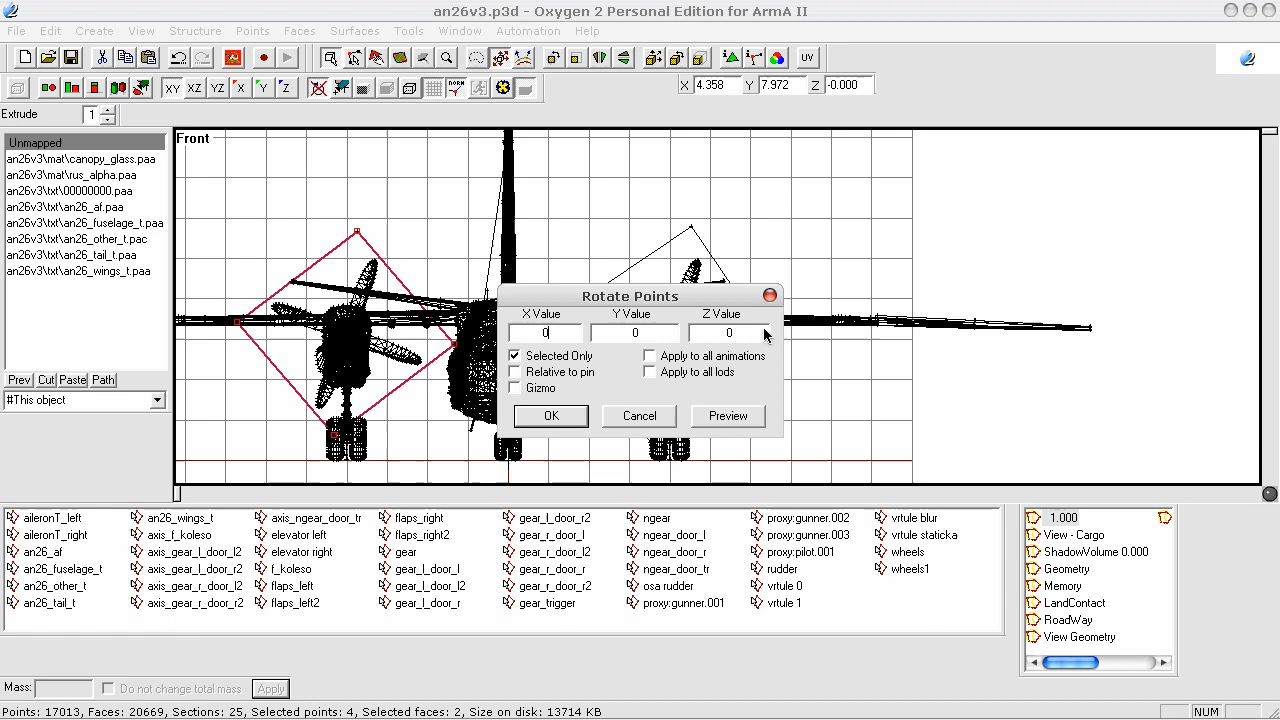 an26v3.p3d - Oxygen 2 Personal Edition for ArmA II
File Edit Create View Structure Points Faces Surfaces Tools Window Automation Help
UV
XY XZ YZ X Y Z NORM
X 4.358 Y 7.972 Z -0.000
Extrude 1
Unmapped
an26v3\mat\canopy_glass.paa
an26v3\mat\rus_alpha.paa
an26v3\txt\00000000.paa
an26v3\txt\an26_af.paa
an26v3\txt\an26_fuselage_t.paa
an26v3\txt\an26_other_t.pac
an26v3\txt\an26_tail_t.paa
an26v3\txt\an26_wings_t.paa
Prev Cut Paste Path
#This object
Front
Rotate Points
X Value Y Value Z Value
0 0 0
Selected Only Apply to all animations
Relative to pin Apply to all lods
Gizmo
OK Cancel Preview
aileronT_left an26_wings_t axis_ngear_door_tr flaps_right gear_l_door_r2 ngear proxy:gunner.002 vrtule blur
aileronT_right axis_f_koleso elevator left flaps_right2 gear_r_door_l ngear_door_l proxy:gunner.003 vrtule staticka
an26_af axis_gear_l_door_l2 elevator right gear gear_r_door_l2 ngear_door_r proxy:pilot.001 wheels
an26_fuselage_t axis_gear_l_door_r2 f_koleso gear_l_door_l gear_r_door_r ngear_door_tr rudder wheels1
an26_other_t axis_gear_r_door_l2 flaps_left gear_l_door_l2 gear_r_door_r2 osa rudder vrtule 0
an26_tail_t axis_gear_r_door_r2 flaps_left2 gear_l_door_r gear_trigger proxy:gunner.001 vrtule 1
1.000
View - Cargo
ShadowVolume 0.000
Geometry
Memory
LandContact
RoadWay
View Geometry
Mass: Do not change total mass Apply
Points: 17013, Faces: 20669, Sections: 25, Selected points: 4, Selected faces: 2, Size on disk: 13714 KB NUM